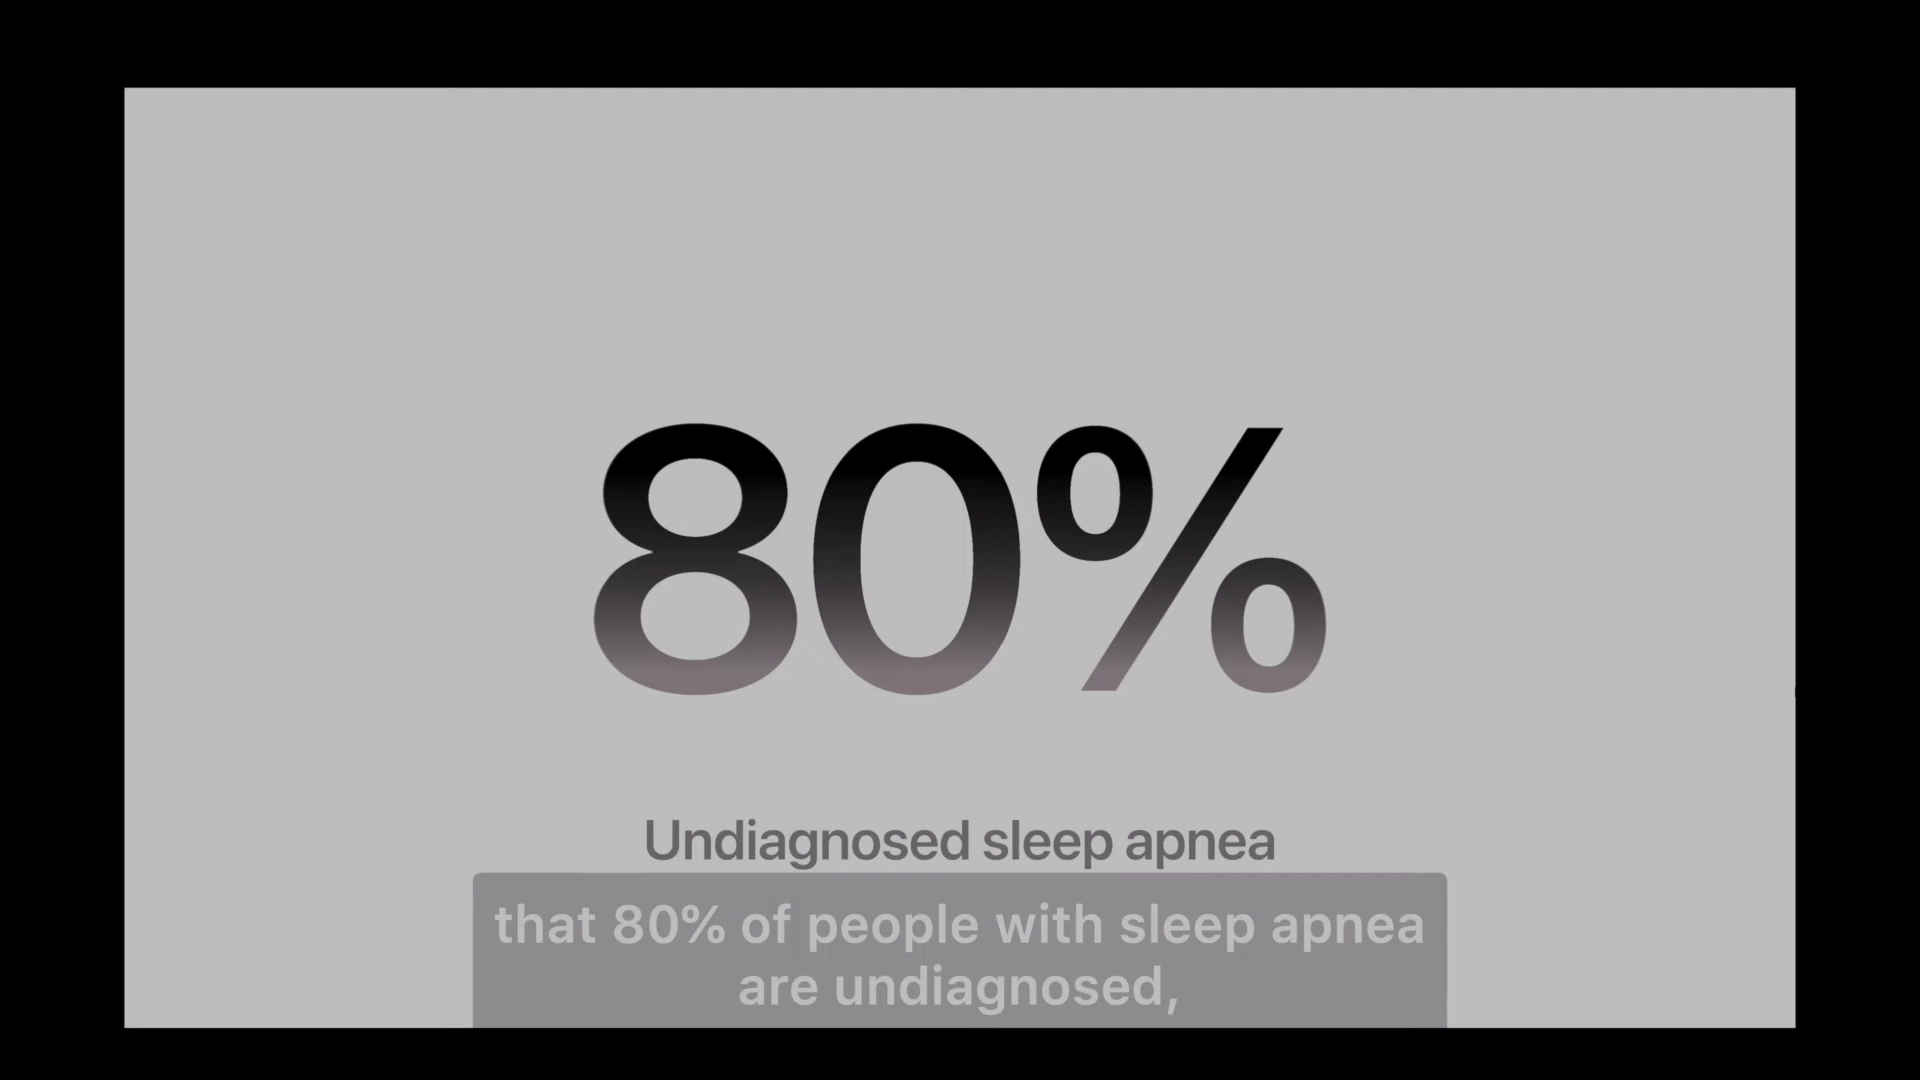 80%
Undiagnosed sleep apnea
that 80% of people with sleep apnea
are undiagnosed,